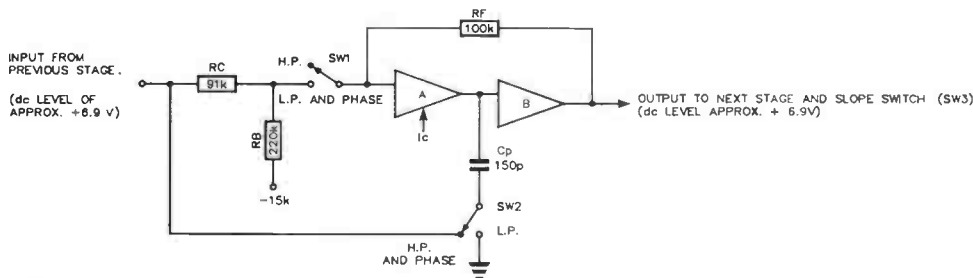 RF
100k
INPUT FROM
PREVIOUS STAGE.
(dc LEVEL OF
APPROX. +6.9 V)
RC
91k
H.P.
SW1
L.P. AND PHASE
RB
220k
-15k
A
Ic
B
OUTPUT TO NEXT STAGE AND SLOPE SWITCH (SW3)
(dc LEVEL APPROX. + 6.9V)
Cp
150p
SW2
L.P.
H.P.
AND PHASE